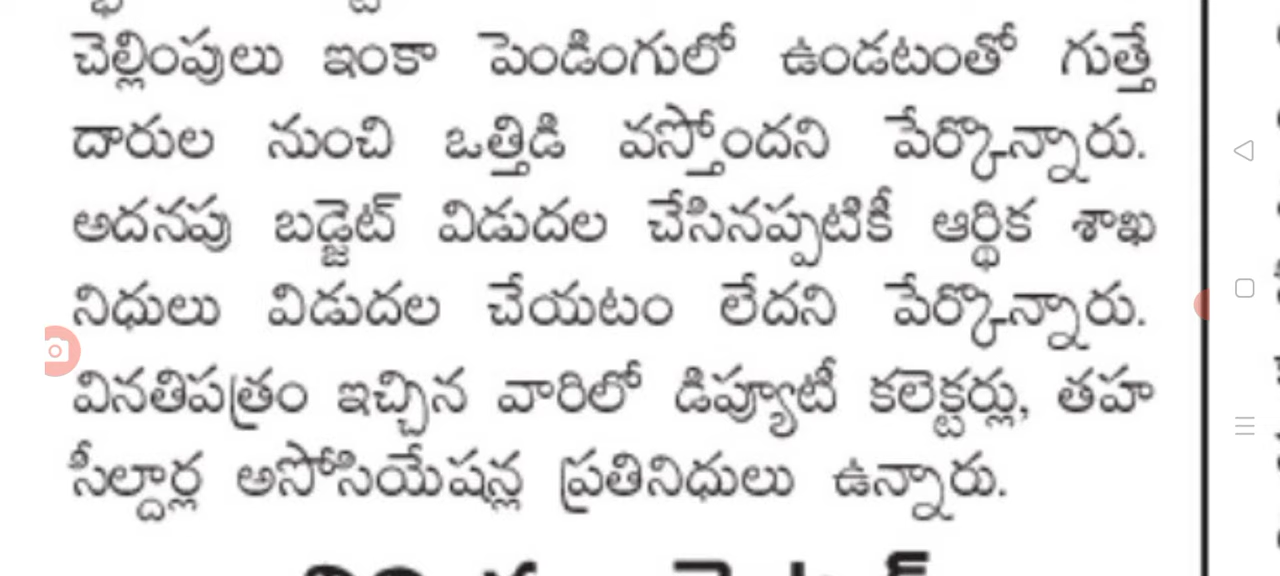 చెల్లింపులు ఇంకా పెండింగులో ఉండటంతో గుత్తే
దారుల నుంచి ఒత్తిడి వస్తోందని పేర్కొన్నారు.
అదనపు బడ్జెట్ విడుదల చేసినప్పటికీ ఆర్థిక శాఖ
నిధులు విడుదల చేయటం లేదని పేర్కొన్నారు.
వినతిపత్రం ఇచ్చిన వారిలో డిప్యూటీ కలెక్టర్లు, తహ
సీల్దార్ల అసోసియేషన్ల ప్రతినిధులు ఉన్నారు.